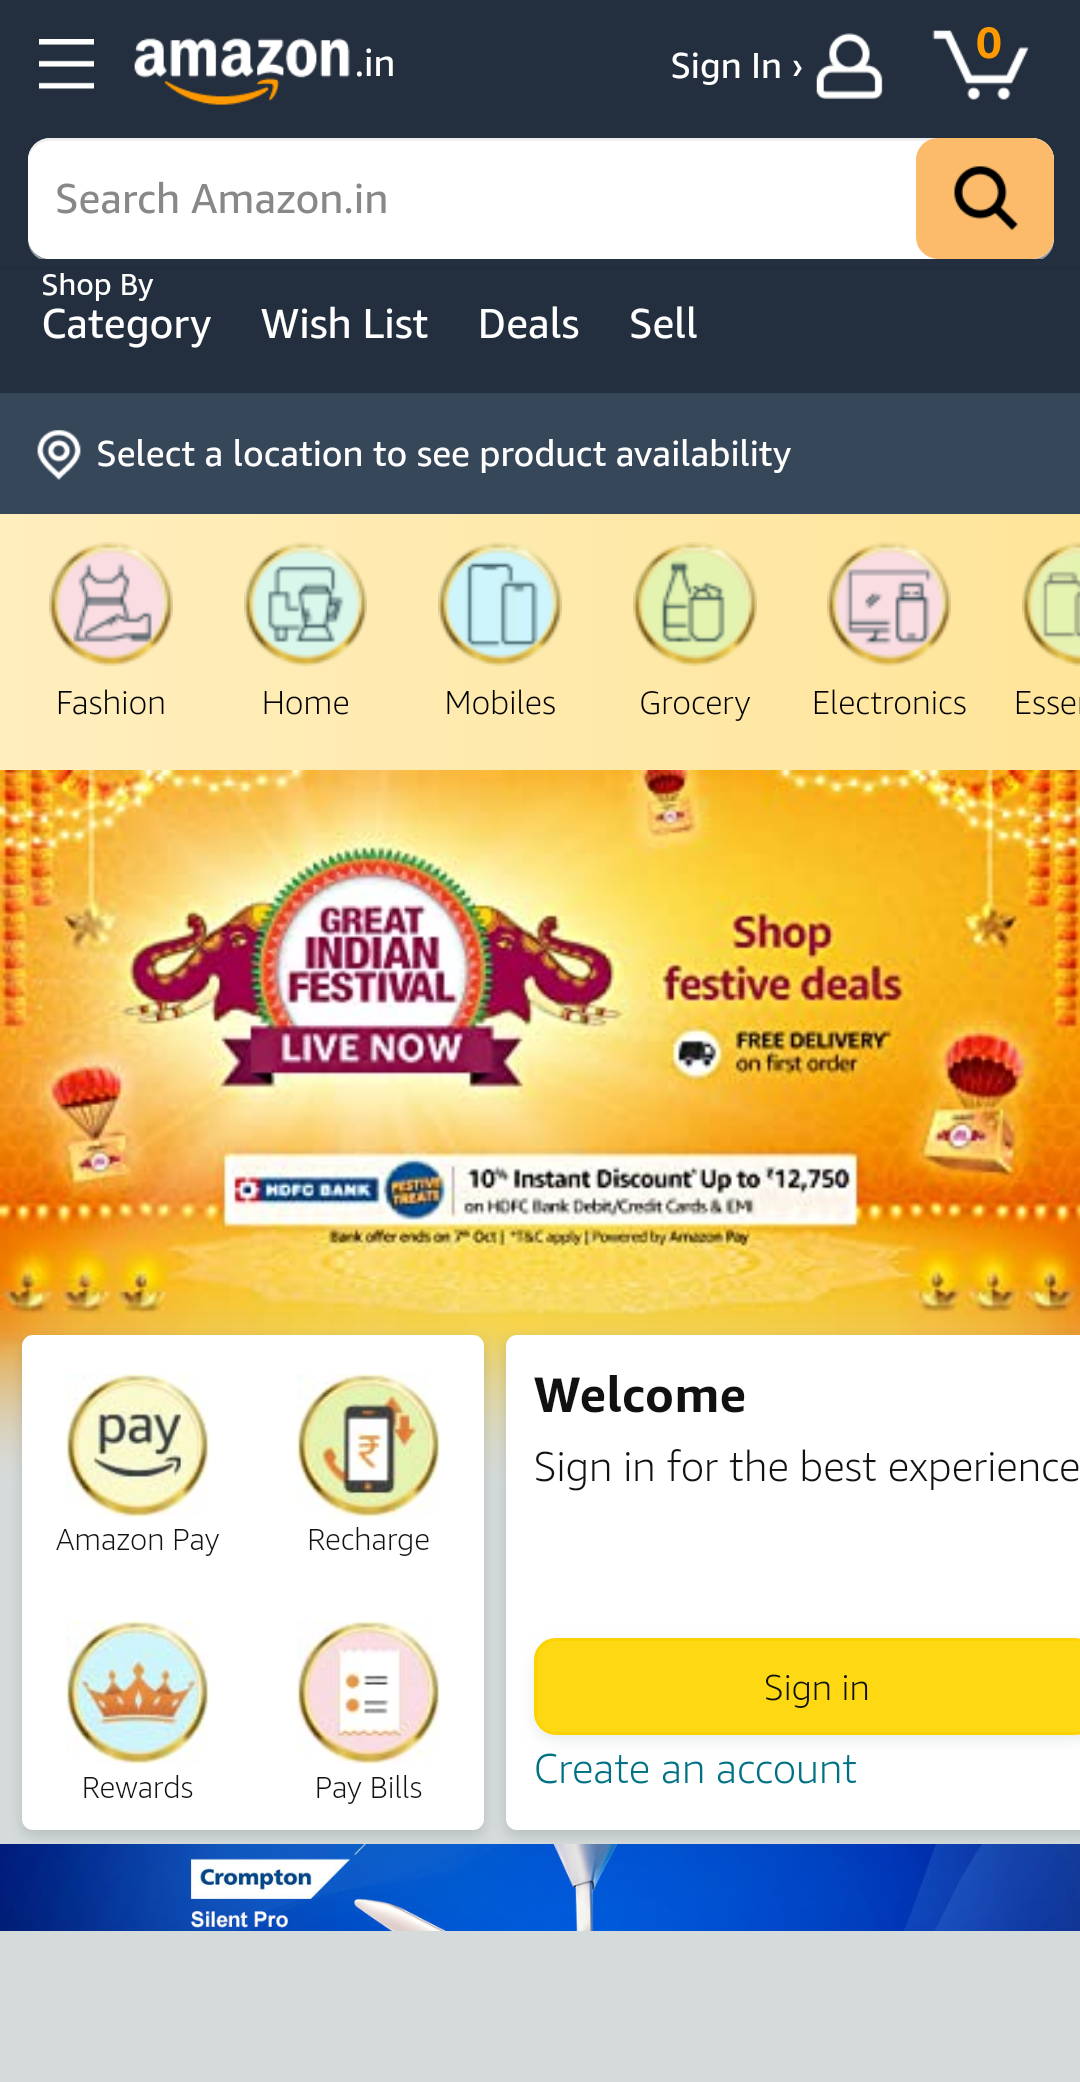 amazon.in
Sign In ›
0
Search Amazon.in
Shop By
Category Wish List Deals Sell
Select a location to see product availability
Fashion Home Mobiles Grocery Electronics Esse
GREAT
INDIAN
FESTIVAL
LIVE NOW
Shop
festive deals
FREE DELIVERY*
on first order
HDFC BANK FESTIVE TREATS
10% Instant Discount* Up to ₹12,750
on HDFC Bank Debit/Credit Cards & EMI
Bank offer ends on 7th Oct | *T&C apply | Powered by Amazon Pay
pay
₹
Amazon Pay Recharge
Rewards Pay Bills
Welcome
Sign in for the best experience
Sign in
Create an account
Crompton
Silent Pro